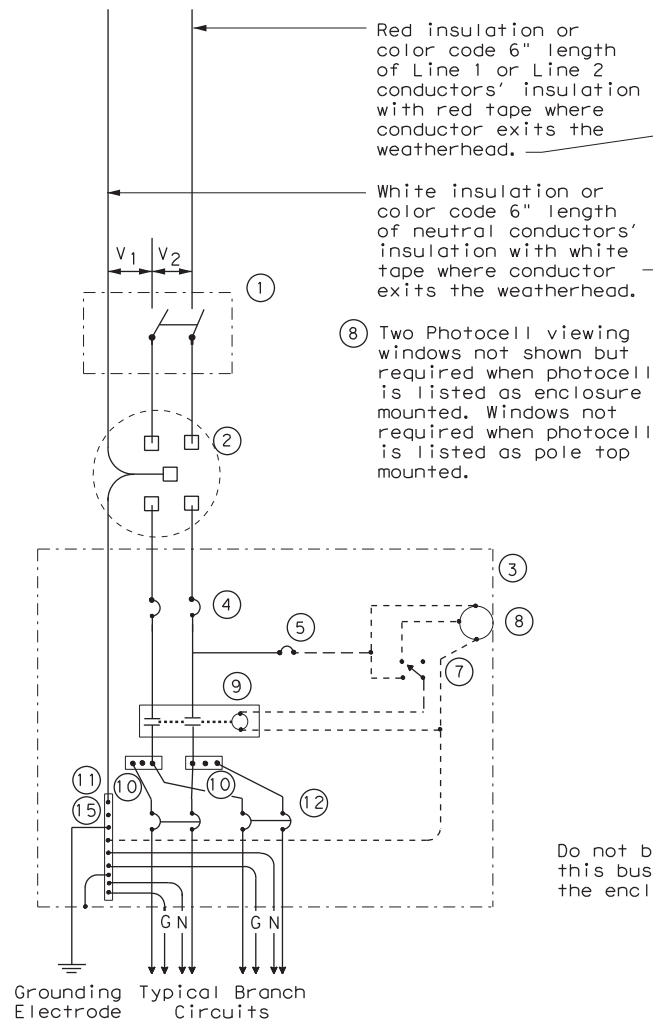 Red insulation or
color code 6" length
of Line 1 or Line 2
conductors' insulation
with red tape where
conductor exits the
weatherhead.
White insulation or
color code 6" length
of neutral conductors'
insulation with white
tape where conductor
exits the weatherhead.
V1 V2
1
8 Two Photocell viewing
windows not shown but
required when photocell
is listed as enclosure
mounted. Windows not
required when photocell
is listed as pole top
mounted.
2
3
4
5
8
7
9
11 10 10
15
12
Do not b
this bus
the encl
G N G N
Grounding
Electrode
Typical Branch
Circuits